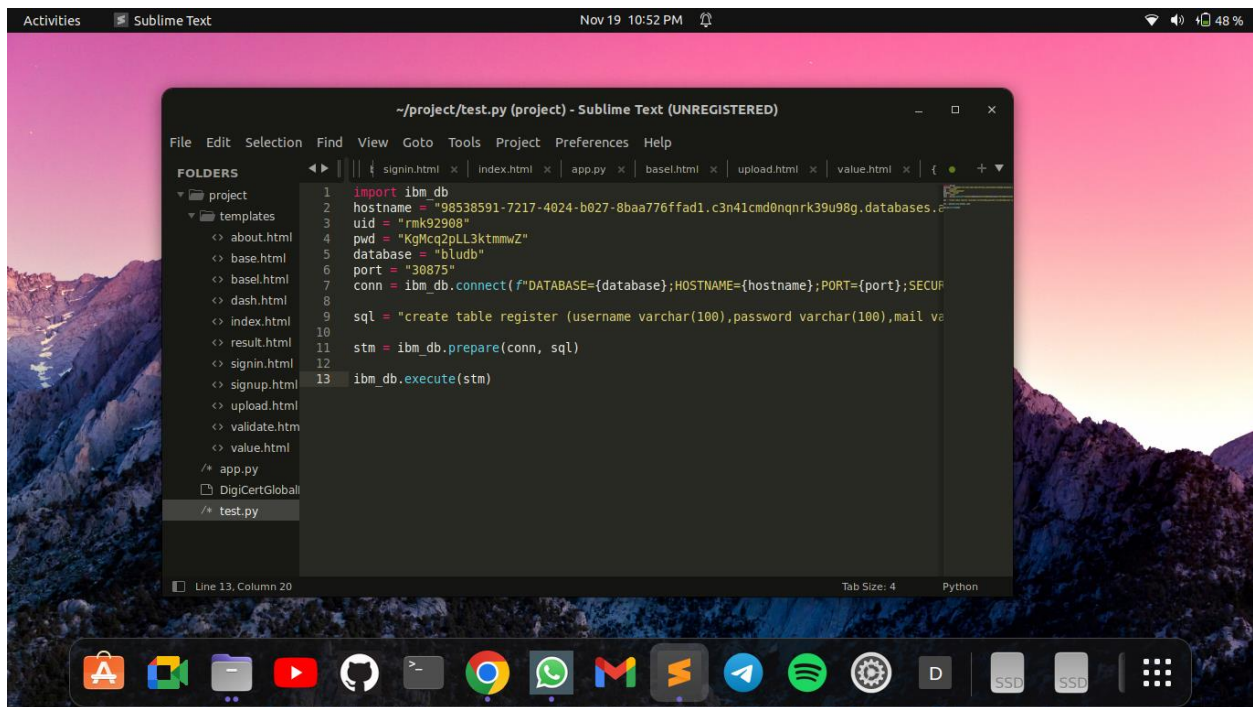 Activities Sublime Text Nov 19 10:52 PM 48 %
~/project/test.py (project) - Sublime Text (UNREGISTERED)
File Edit Selection Find View Goto Tools Project Preferences Help
FOLDERS
signin.html × index.html × app.py × basel.html × upload.html × value.html × {
project
templates
<> about.html
<> base.html
<> basel.html
<> dash.html
<> index.html
<> result.html
<> signin.html
<> signup.html
<> upload.html
<> validate.htm
<> value.html
/* app.py
DigiCertGlobal
/* test.py
1 import ibm_db
2 hostname = "98538591-7217-4024-b027-8baa776ffad1.c3n41cmd0nqnrk39u98g.databases.a
3 uid = "rmk92908"
4 pwd = "KgMcq2pLL3ktmmwZ"
5 database = "bludb"
6 port = "30875"
7 conn = ibm_db.connect(f"DATABASE={database};HOSTNAME={hostname};PORT={port};SECUR
8
9 sql = "create table register (username varchar(100),password varchar(100),mail va
10
11 stm = ibm_db.prepare(conn, sql)
12
13 ibm_db.execute(stm)
Line 13, Column 20 Tab Size: 4 Python
>_ D SSD SSD